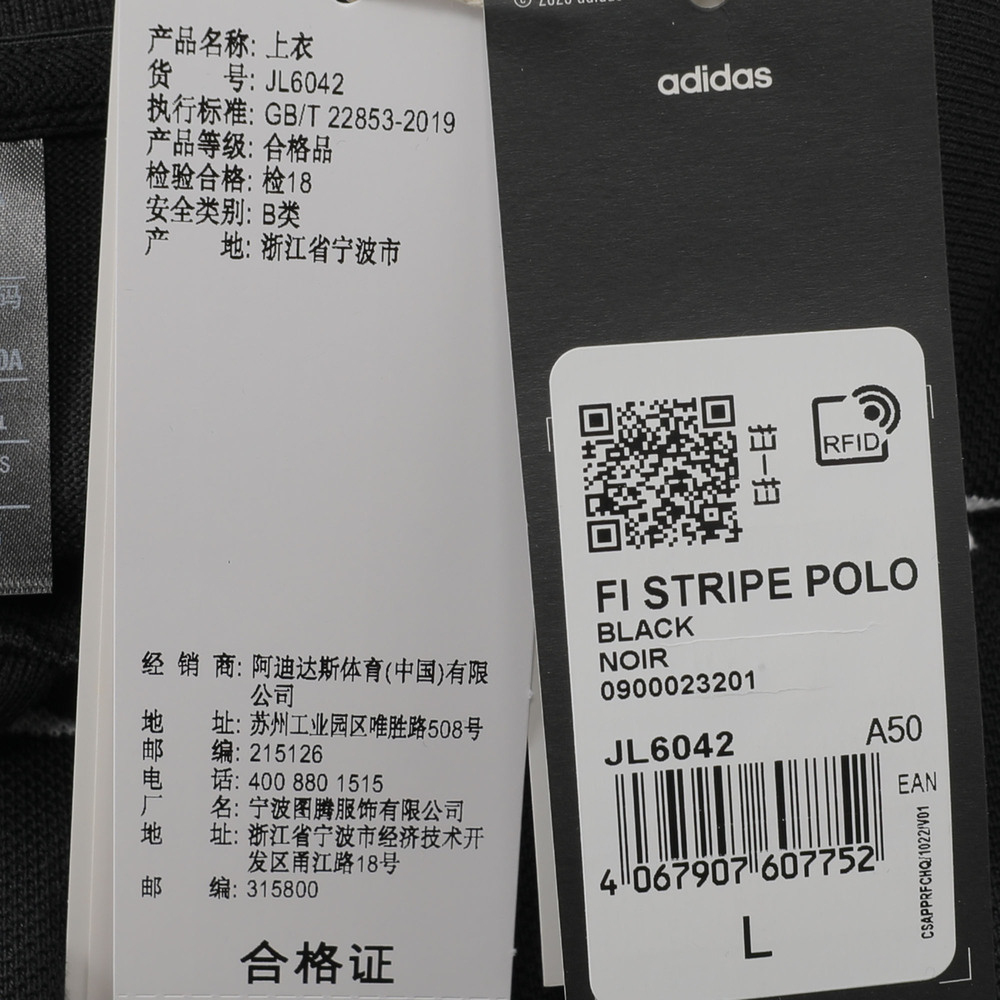 产品名称: 上衣
货 号: JL6042
执行标准: GB/T 22853-2019
产品等级: 合格品
检验合格: 检18
安全类别: B类
产 地: 浙江省宁波市
经 销 商: 阿迪达斯体育(中国)有限
公司
地 址: 苏州工业园区唯胜路508号
邮 编: 215126
电 话: 400 880 1515
厂 名: 宁波图腾服饰有限公司
地 址: 浙江省宁波市经济技术开
发区甬江路18号
邮 编: 315800
合格证
adidas
扫一扫
RFID
FI STRIPE POLO
BLACK
NOIR
0900023201
JL6042
A50
EAN
4 067907 607752
CSAPPRFCHQ/1022/V01
L
码